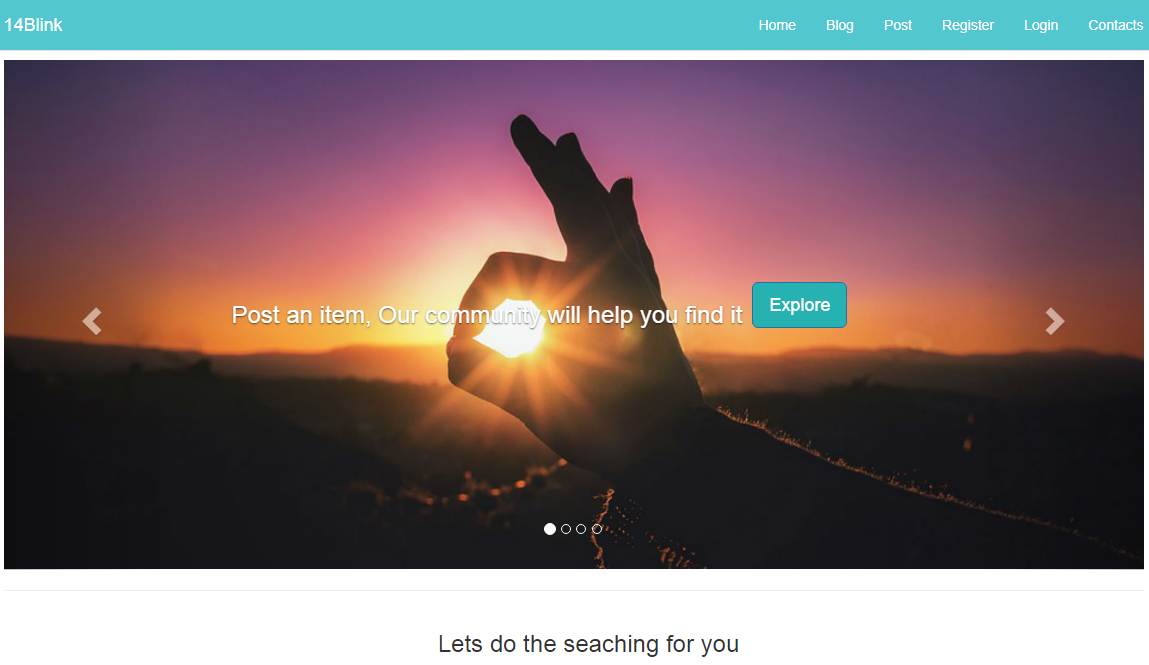 14Blink
Home Blog Post Register Login Contacts
Post an item, Our community will help you find it Explore
Lets do the seaching for you